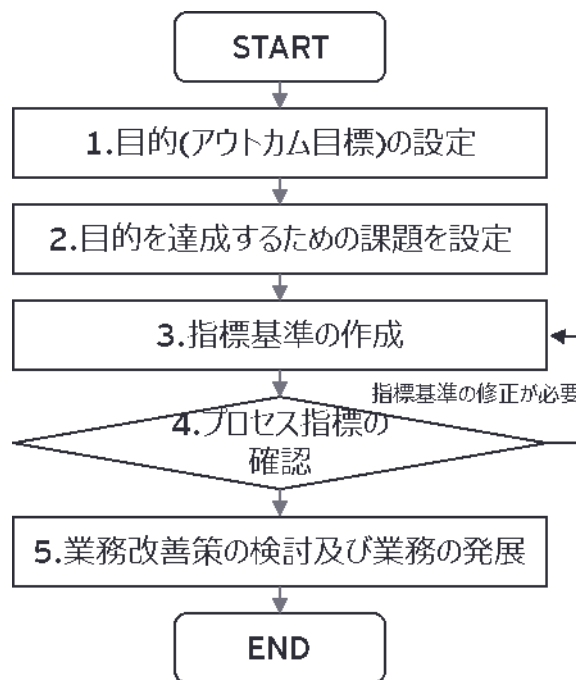 START
1.目的(アウトカム目標)の設定
2.目的を達成するための課題を設定
3.指標基準の作成
指標基準の修正が必要
4.プロセス指標の
確認
5.業務改善策の検討及び業務の発展
END